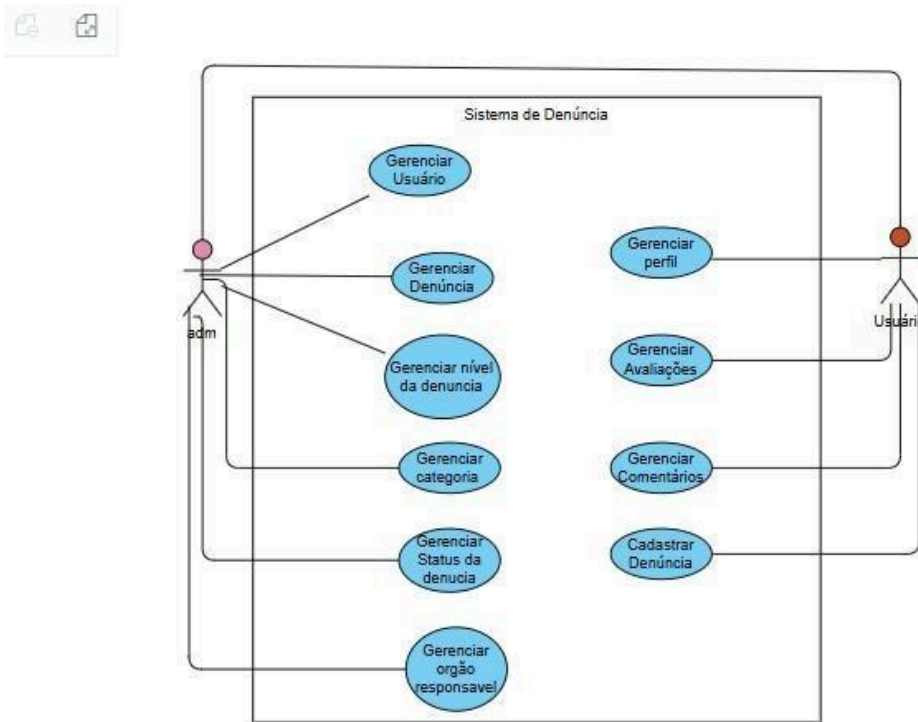 Sistema de Denúncia
Gerenciar
Usuário
Gerenciar
Denúncia
Gerenciar nível
da denuncia
Gerenciar
categoria
Gerenciar
Status da
denucia
Gerenciar
orgão
responsavel
adm
Gerenciar
perfil
Gerenciar
Avaliações
Gerenciar
Comentários
Cadastrar
Denúncia
Usuári